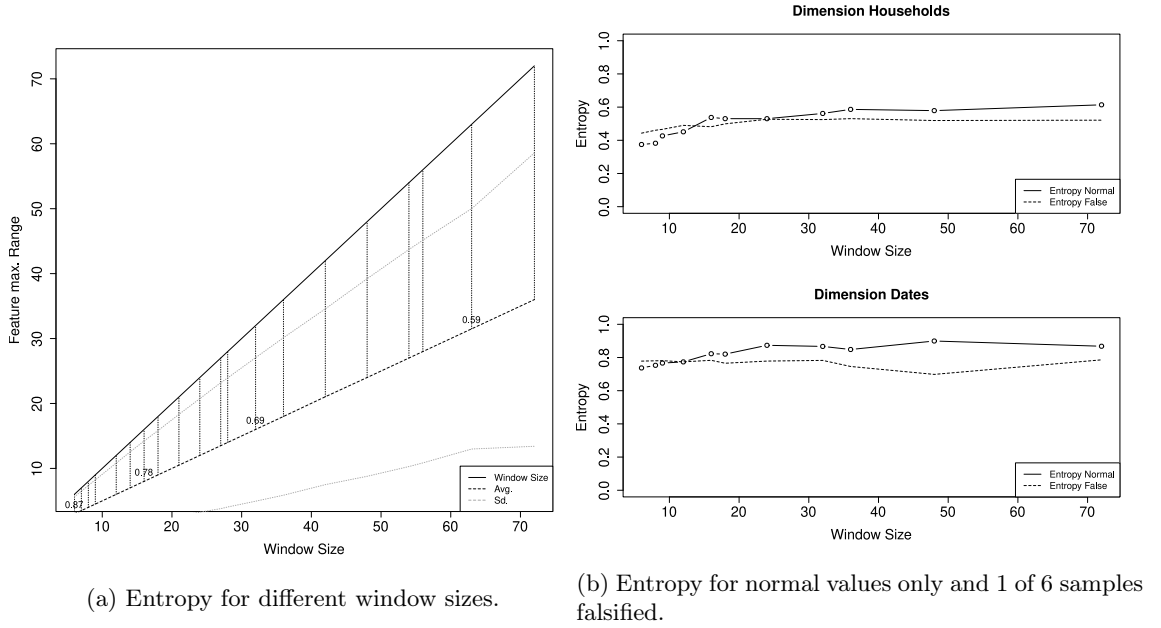 Feature max. Range
70
60
50
40
30
20
10
0.87
0.78
0.69
0.59
Window Size
Avg.
Sd.
10 20 30 40 50 60 70
Window Size
(a) Entropy for different window sizes.
Dimension Households
Entropy
1.0
0.8
0.6
0.4
0.2
0.0
Entropy Normal
Entropy False
10 20 30 40 50 60 70
Window Size
Dimension Dates
Entropy
1.0
0.8
0.6
0.4
0.2
0.0
Entropy Normal
Entropy False
10 20 30 40 50 60 70
Window Size
(b) Entropy for normal values only and 1 of 6 samples
falsified.